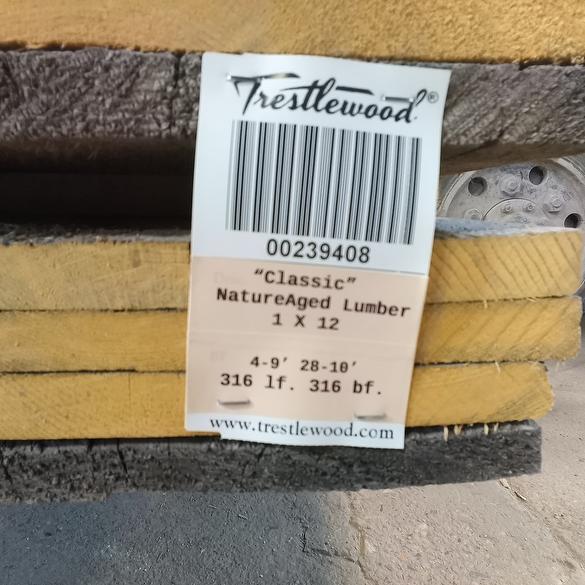 Trestlewood®
00239408
"Classic"
NatureAged Lumber
1 X 12
4-9' 28-10'
316 lf. 316 bf.
www.trestlewood.com